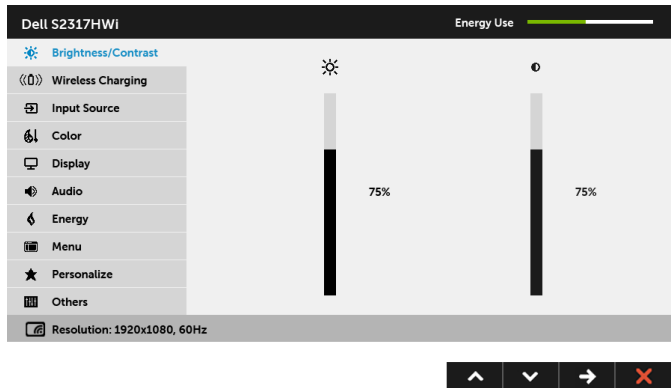 Dell S2317HWi
Energy Use
Brightness/Contrast
Wireless Charging
Input Source
Color
Display
Audio
Energy
Menu
Personalize
Others
75%
75%
Resolution: 1920x1080, 60Hz